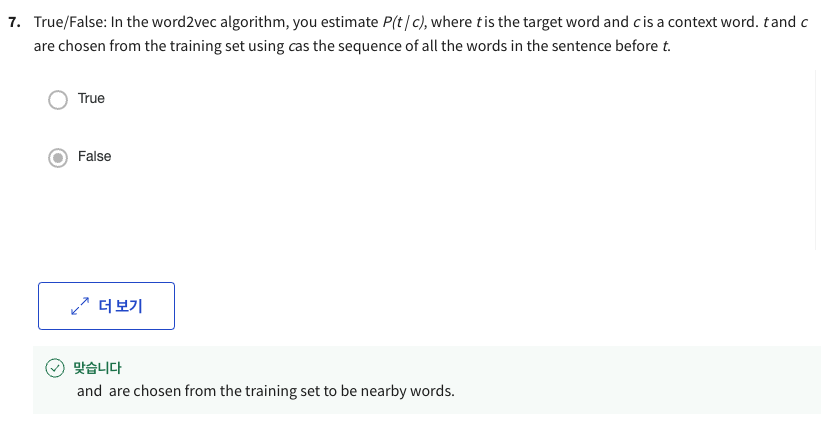 7. True/False: In the word2vec algorithm, you estimate P(t | c), where t is the target word and c is a context word. t and c
are chosen from the training set using c as the sequence of all the words in the sentence before t.
True
False
더 보기
맞습니다
and are chosen from the training set to be nearby words.